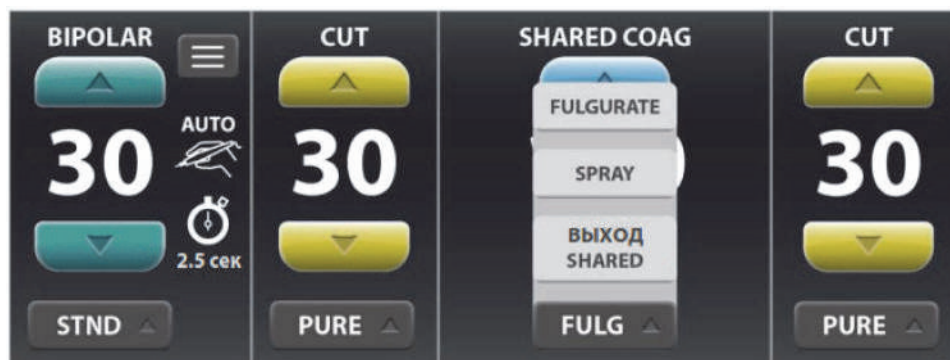 BIPOLAR
30
AUTO
2.5 сек
STND
CUT
30
PURE
SHARED COAG
FULGURATE
SPRAY
ВЫХОД
SHARED
FULG
CUT
30
PURE